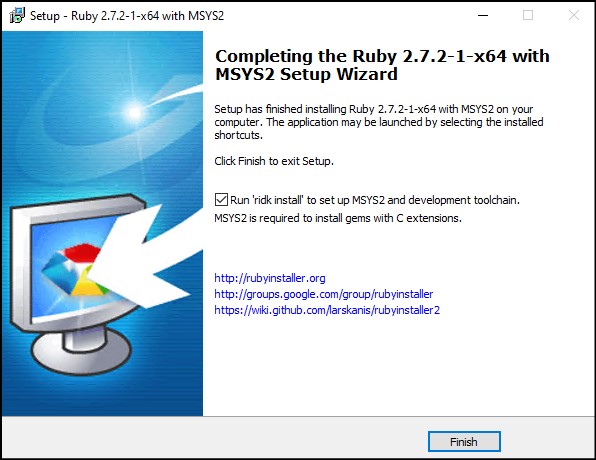 Setup - Ruby 2.7.2-1-x64 with MSYS2
Completing the Ruby 2.7.2-1-x64 with
MSYS2 Setup Wizard
Setup has finished installing Ruby 2.7.2-1-x64 with MSYS2 on your
computer. The application may be launched by selecting the installed
shortcuts.
Click Finish to exit Setup.
Run 'ridk install' to set up MSYS2 and development toolchain.
MSYS2 is required to install gems with C extensions.
http://rubyinstaller.org
http://groups.google.com/group/rubyinstaller
https://wiki.github.com/larskanis/rubyinstaller2
Finish